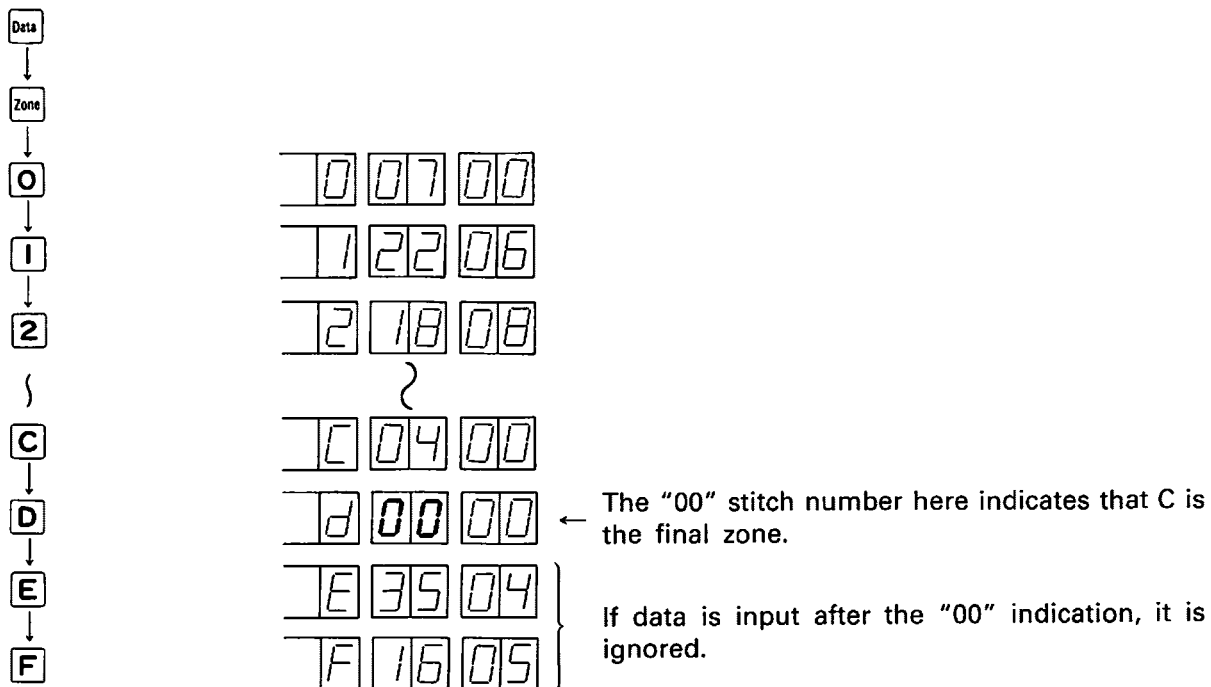 Data
Zone
0 0 07 00
1 1 22 06
2 2 18 08
C C 04 00
D d 00 00 ← The "00" stitch number here indicates that C is
the final zone.
E E 35 04
If data is input after the "00" indication, it is
ignored.
F F 16 05